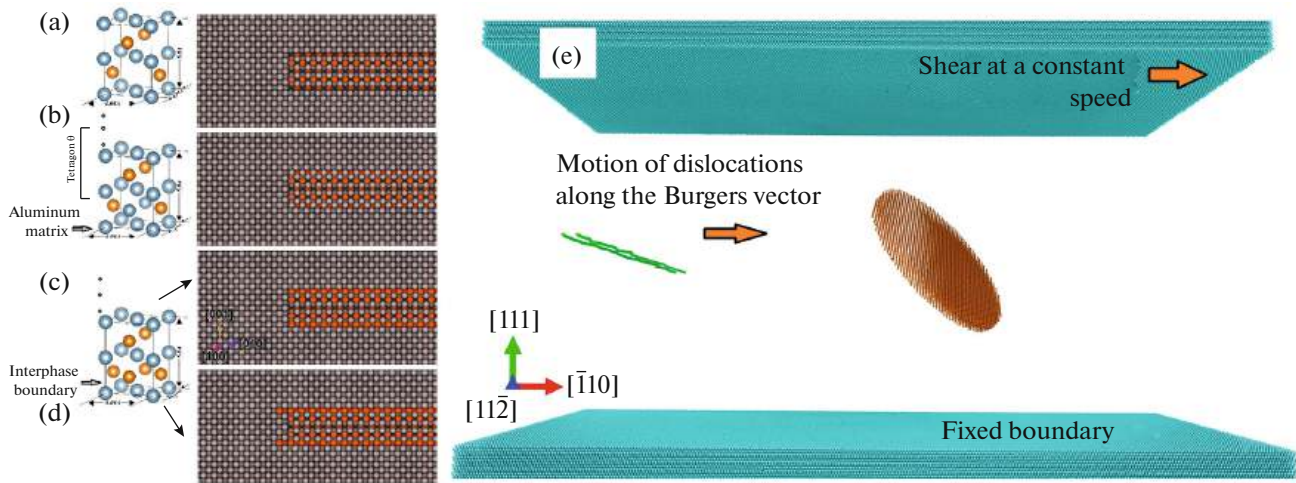 (a)
(b)
Tetragon θ
Aluminum
matrix
(c)
Interphase
boundary
(d)
(e)
Shear at a constant
speed
Motion of dislocations
along the Burgers vector
[111]
[1̅10]
[112̅]
Fixed boundary